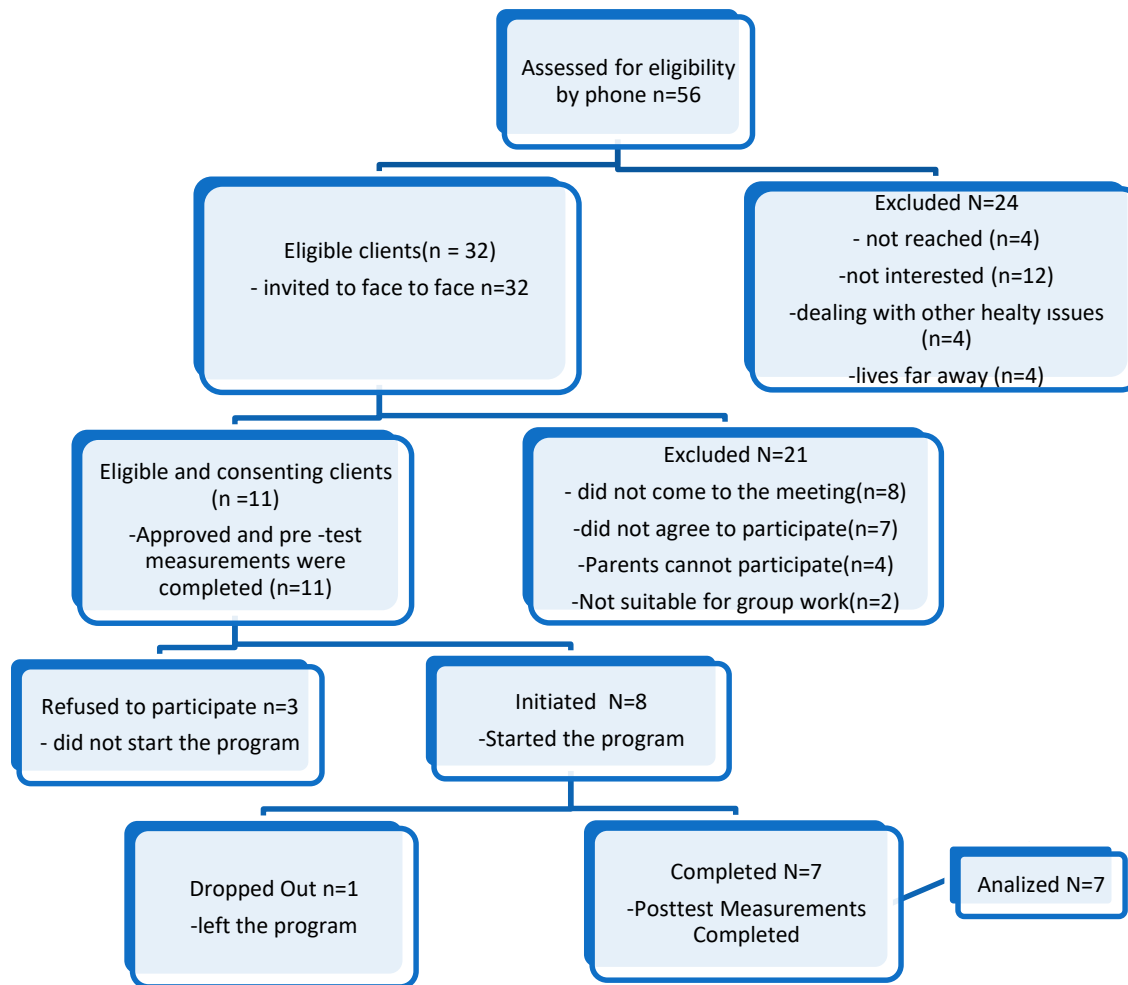 Assessed for eligibility
by phone n=56
Eligible clients(n = 32)
- invited to face to face n=32
Excluded N=24
- not reached (n=4)
-not interested (n=12)
-dealing with other healty issues
(n=4)
-lives far away (n=4)
Eligible and consenting clients
(n =11)
-Approved and pre -test
measurements were
completed (n=11)
Excluded N=21
- did not come to the meeting(n=8)
-did not agree to participate(n=7)
-Parents cannot participate(n=4)
-Not suitable for group work(n=2)
Refused to participate n=3
- did not start the program
Initiated N=8
-Started the program
Dropped Out n=1
-left the program
Completed N=7
-Posttest Measurements
Completed
Analized N=7